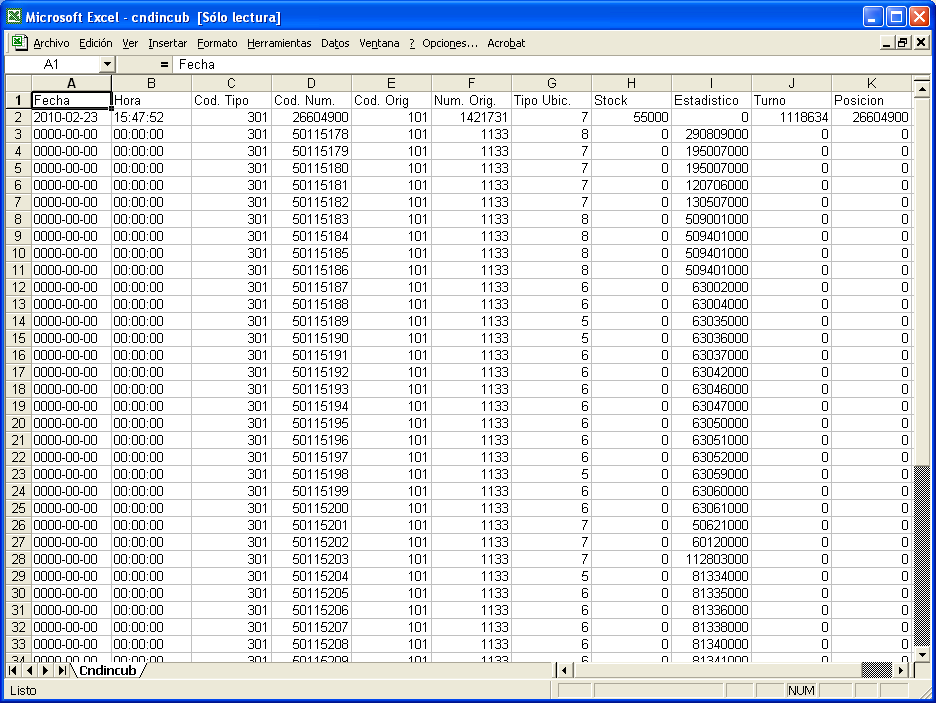 Microsoft Excel - cndincub [Sólo lectura]
Archivo Edición Ver Insertar Formato Herramientas Datos Ventana ? Opciones... Acrobat
A1 = Fecha
A B C D E F G H I J K
1 Fecha Hora Cod. Tipo Cod. Num. Cod. Orig Num. Orig. Tipo Ubic. Stock Estadistico Turno Posicion
2 2010-02-23 15:47:52 301 26604900 101 1421731 7 55000 0 1118634 26604900
3 0000-00-00 00:00:00 301 50115178 101 1133 8 0 290809000 0 0
4 0000-00-00 00:00:00 301 50115179 101 1133 7 0 195007000 0 0
5 0000-00-00 00:00:00 301 50115180 101 1133 7 0 195007000 0 0
6 0000-00-00 00:00:00 301 50115181 101 1133 7 0 120706000 0 0
7 0000-00-00 00:00:00 301 50115182 101 1133 7 0 130507000 0 0
8 0000-00-00 00:00:00 301 50115183 101 1133 8 0 509001000 0 0
9 0000-00-00 00:00:00 301 50115184 101 1133 8 0 509401000 0 0
10 0000-00-00 00:00:00 301 50115185 101 1133 8 0 509401000 0 0
11 0000-00-00 00:00:00 301 50115186 101 1133 8 0 509401000 0 0
12 0000-00-00 00:00:00 301 50115187 101 1133 6 0 63002000 0 0
13 0000-00-00 00:00:00 301 50115188 101 1133 6 0 63004000 0 0
14 0000-00-00 00:00:00 301 50115189 101 1133 5 0 63035000 0 0
15 0000-00-00 00:00:00 301 50115190 101 1133 5 0 63036000 0 0
16 0000-00-00 00:00:00 301 50115191 101 1133 6 0 63037000 0 0
17 0000-00-00 00:00:00 301 50115192 101 1133 6 0 63042000 0 0
18 0000-00-00 00:00:00 301 50115193 101 1133 6 0 63046000 0 0
19 0000-00-00 00:00:00 301 50115194 101 1133 6 0 63047000 0 0
20 0000-00-00 00:00:00 301 50115195 101 1133 6 0 63050000 0 0
21 0000-00-00 00:00:00 301 50115196 101 1133 6 0 63051000 0 0
22 0000-00-00 00:00:00 301 50115197 101 1133 6 0 63052000 0 0
23 0000-00-00 00:00:00 301 50115198 101 1133 5 0 63059000 0 0
24 0000-00-00 00:00:00 301 50115199 101 1133 6 0 63060000 0 0
25 0000-00-00 00:00:00 301 50115200 101 1133 6 0 63061000 0 0
26 0000-00-00 00:00:00 301 50115201 101 1133 7 0 50621000 0 0
27 0000-00-00 00:00:00 301 50115202 101 1133 7 0 60120000 0 0
28 0000-00-00 00:00:00 301 50115203 101 1133 7 0 112803000 0 0
29 0000-00-00 00:00:00 301 50115204 101 1133 5 0 81334000 0 0
30 0000-00-00 00:00:00 301 50115205 101 1133 6 0 81335000 0 0
31 0000-00-00 00:00:00 301 50115206 101 1133 6 0 81336000 0 0
32 0000-00-00 00:00:00 301 50115207 101 1133 6 0 81338000 0 0
33 0000-00-00 00:00:00 301 50115208 101 1133 6 0 81340000 0 0
34 0000-00-00 00:00:00 301 50115209 101 1133 6 0 81341000 0 0
Cndincub
Listo NUM